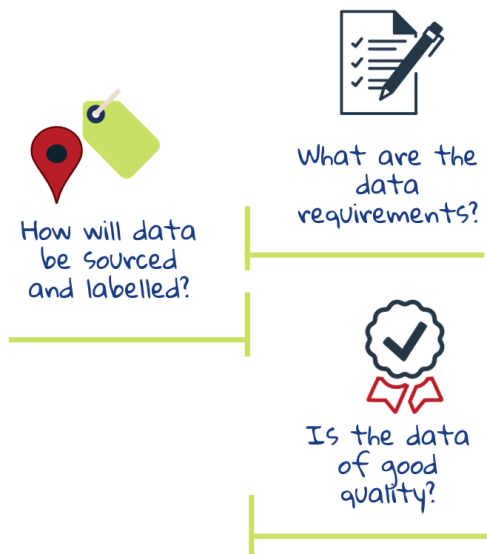 What are the
data
requirements?
How will data
be sourced
and labelled?
Is the data
of good
quality?